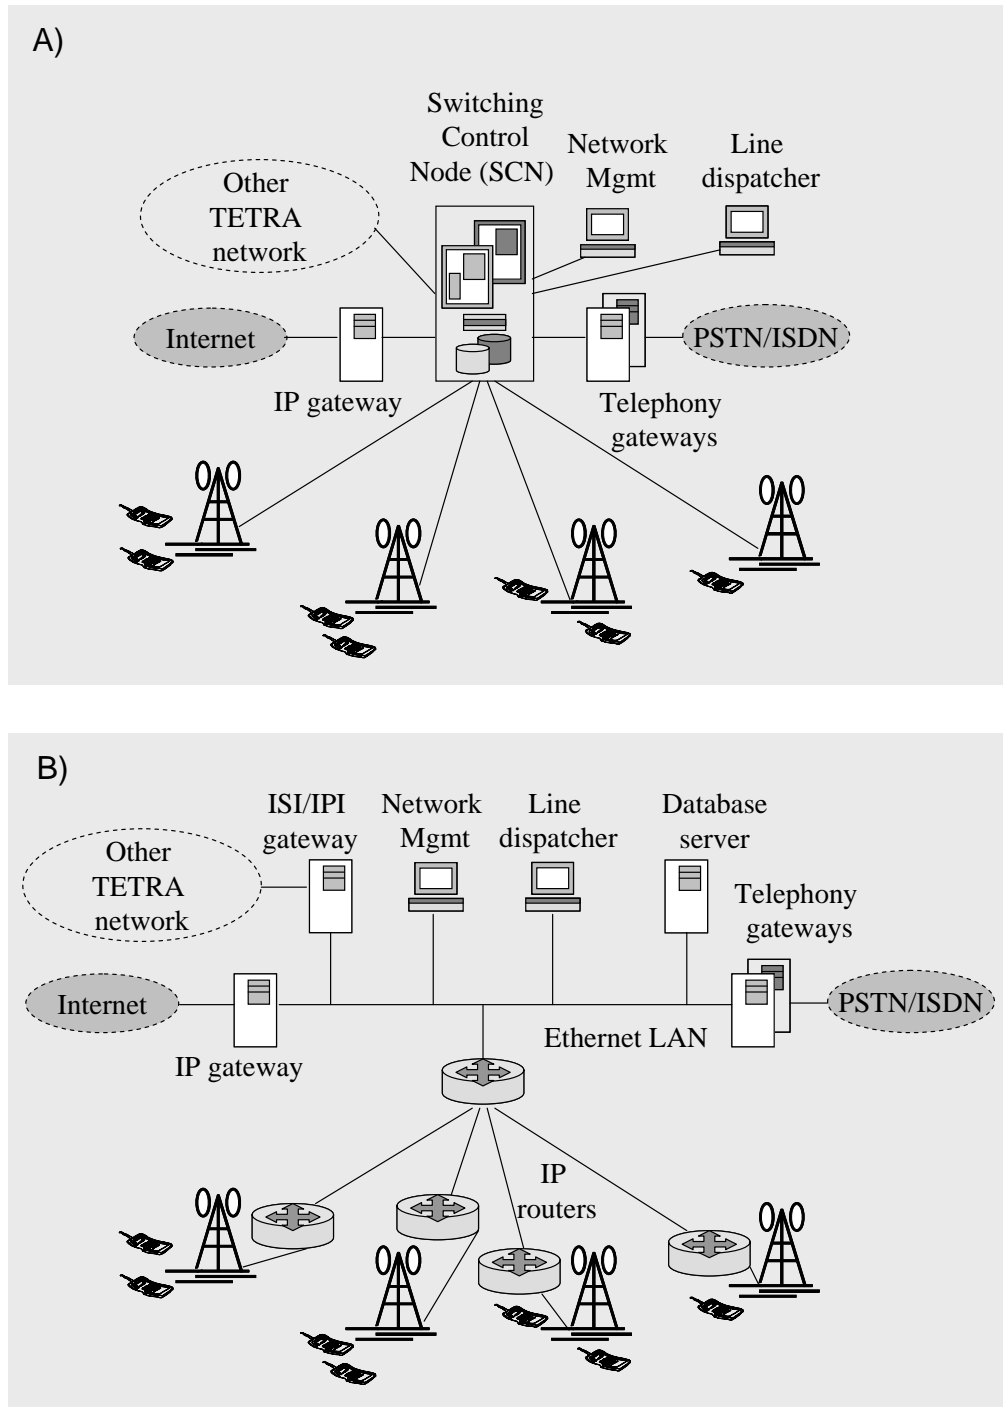 A)
Switching
Control
Node (SCN)
Network
Mgmt
Line
dispatcher
Other
TETRA
network
Internet
IP gateway
PSTN/ISDN
Telephony
gateways
B)
ISI/IPI
gateway
Network
Mgmt
Line
dispatcher
Database
server
Other
TETRA
network
Telephony
gateways
Internet
IP gateway
Ethernet LAN
PSTN/ISDN
IP
routers